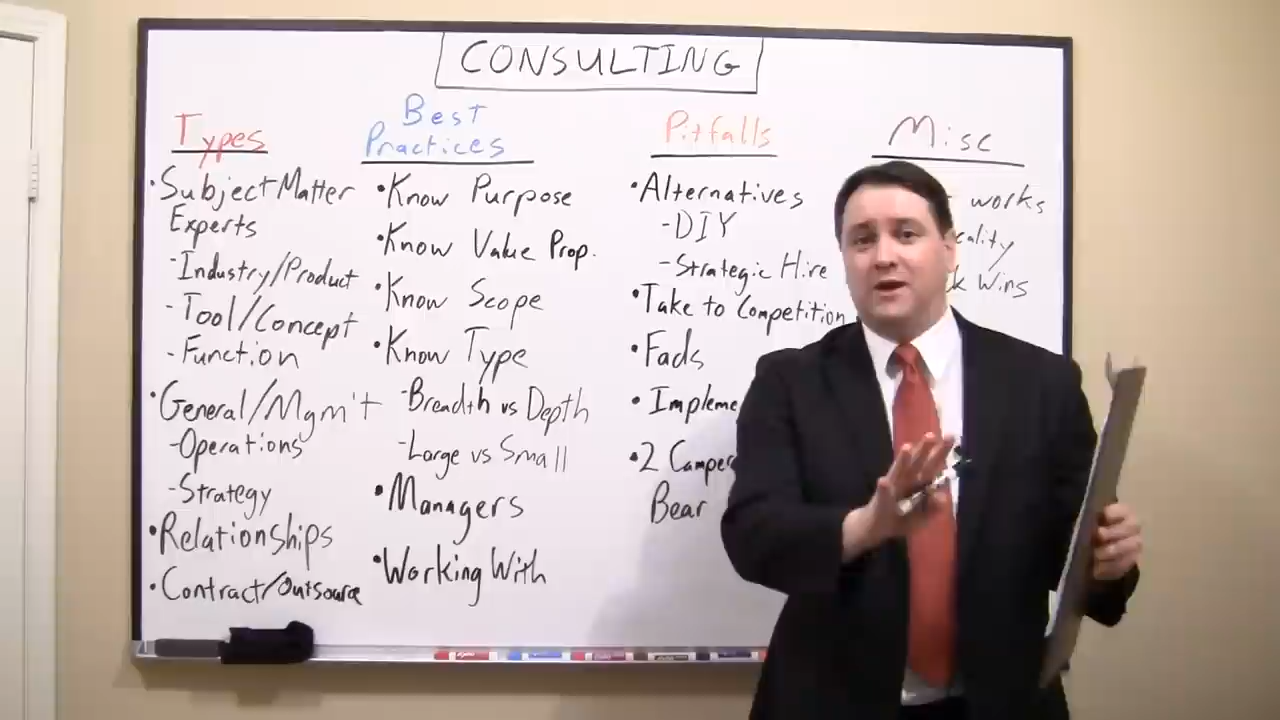 CONSULTING
Types
• Subject Matter
Experts
- Industry/Product
- Tool/Concept
- Function
• General/Mgm't
- Operations
- Strategy
• Relationships
• Contract/Outsource
Best
Practices
• Know Purpose
• Know Value Prop.
• Know Scope
• Know Type
- Breadth vs Depth
- Large vs Small
• Managers
• Working With
Pitfalls
• Alternatives
- DIY
- Strategic Hire
• Take to Competition
• Fads
• Impleme
• 2 Camper
Bear
Misc
works
Wins